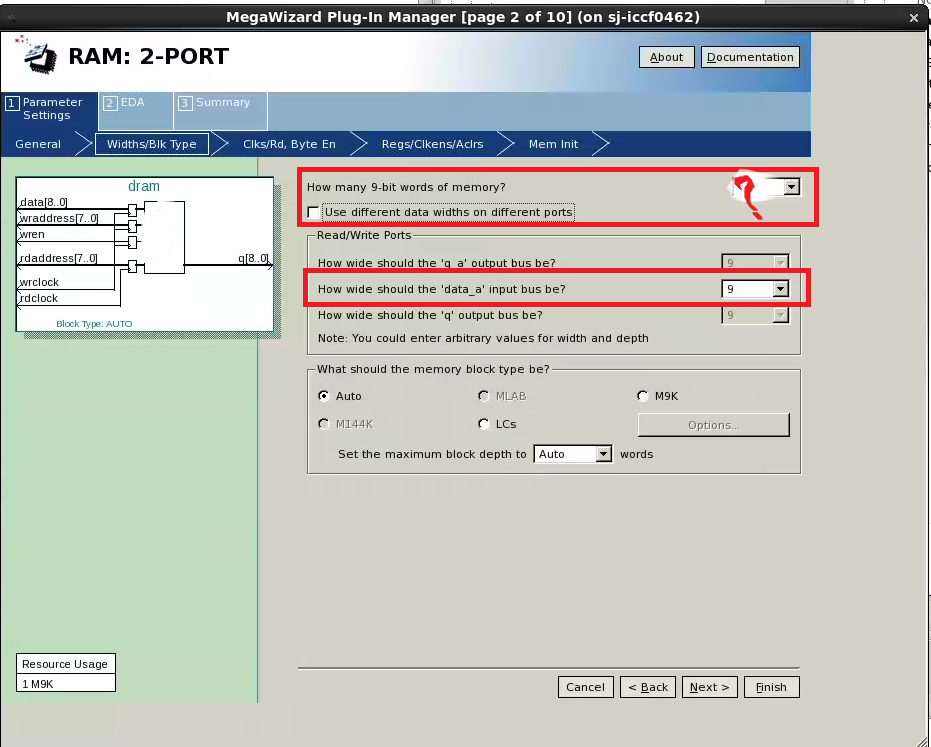 MegaWizard Plug-In Manager [page 2 of 10] (on sj-iccf0462)
RAM: 2-PORT
About
Documentation
1 Parameter Settings
2 EDA
3 Summary
General
Widths/Blk Type
Clks/Rd, Byte En
Regs/Clkens/Aclrs
Mem Init
dram
data[8..0]
wraddress[7..0]
wren
rdaddress[7..0]
q[8..0]
wrclock
rdclock
Block Type: AUTO
How many 9-bit words of memory?
Use different data widths on different ports
Read/Write Ports
How wide should the 'q_a' output bus be? 9
How wide should the 'data_a' input bus be? 9
How wide should the 'q' output bus be? 9
Note: You could enter arbitrary values for width and depth
What should the memory block type be?
Auto
MLAB
M9K
M144K
LCs
Options...
Set the maximum block depth to Auto words
Resource Usage
1 M9K
Cancel
< Back
Next >
Finish